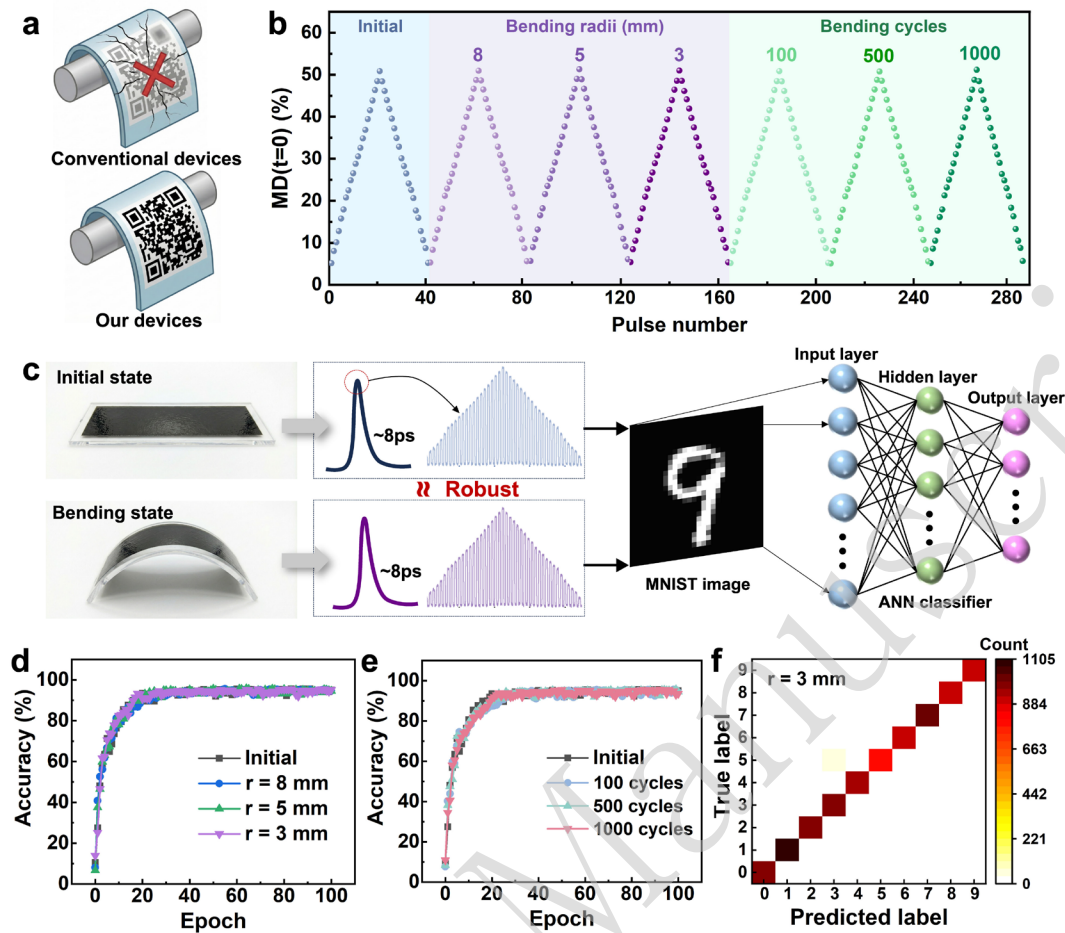 a
Conventional devices
Our devices
b
Initial
Bending radii (mm)
Bending cycles
8
5
3
100
500
1000
MD(t=0) (%)
60
50
40
30
20
10
0
0 40 80 120 160 200 240 280
Pulse number
c
Initial state
~8ps
≈ Robust
Bending state
~8ps
MNIST image
Input layer
Hidden layer
Output layer
ANN classifier
d
Accuracy (%)
100
80
60
40
20
0
Initial
r = 8 mm
r = 5 mm
r = 3 mm
0 20 40 60 80 100
Epoch
e
Accuracy (%)
100
80
60
40
20
0
Initial
100 cycles
500 cycles
1000 cycles
0 20 40 60 80 100
Epoch
f
r = 3 mm
True label
9
8
7
6
5
4
3
2
1
0
0 1 2 3 4 5 6 7 8 9
Predicted label
Count
1105
884
663
442
221
0
Manuscr